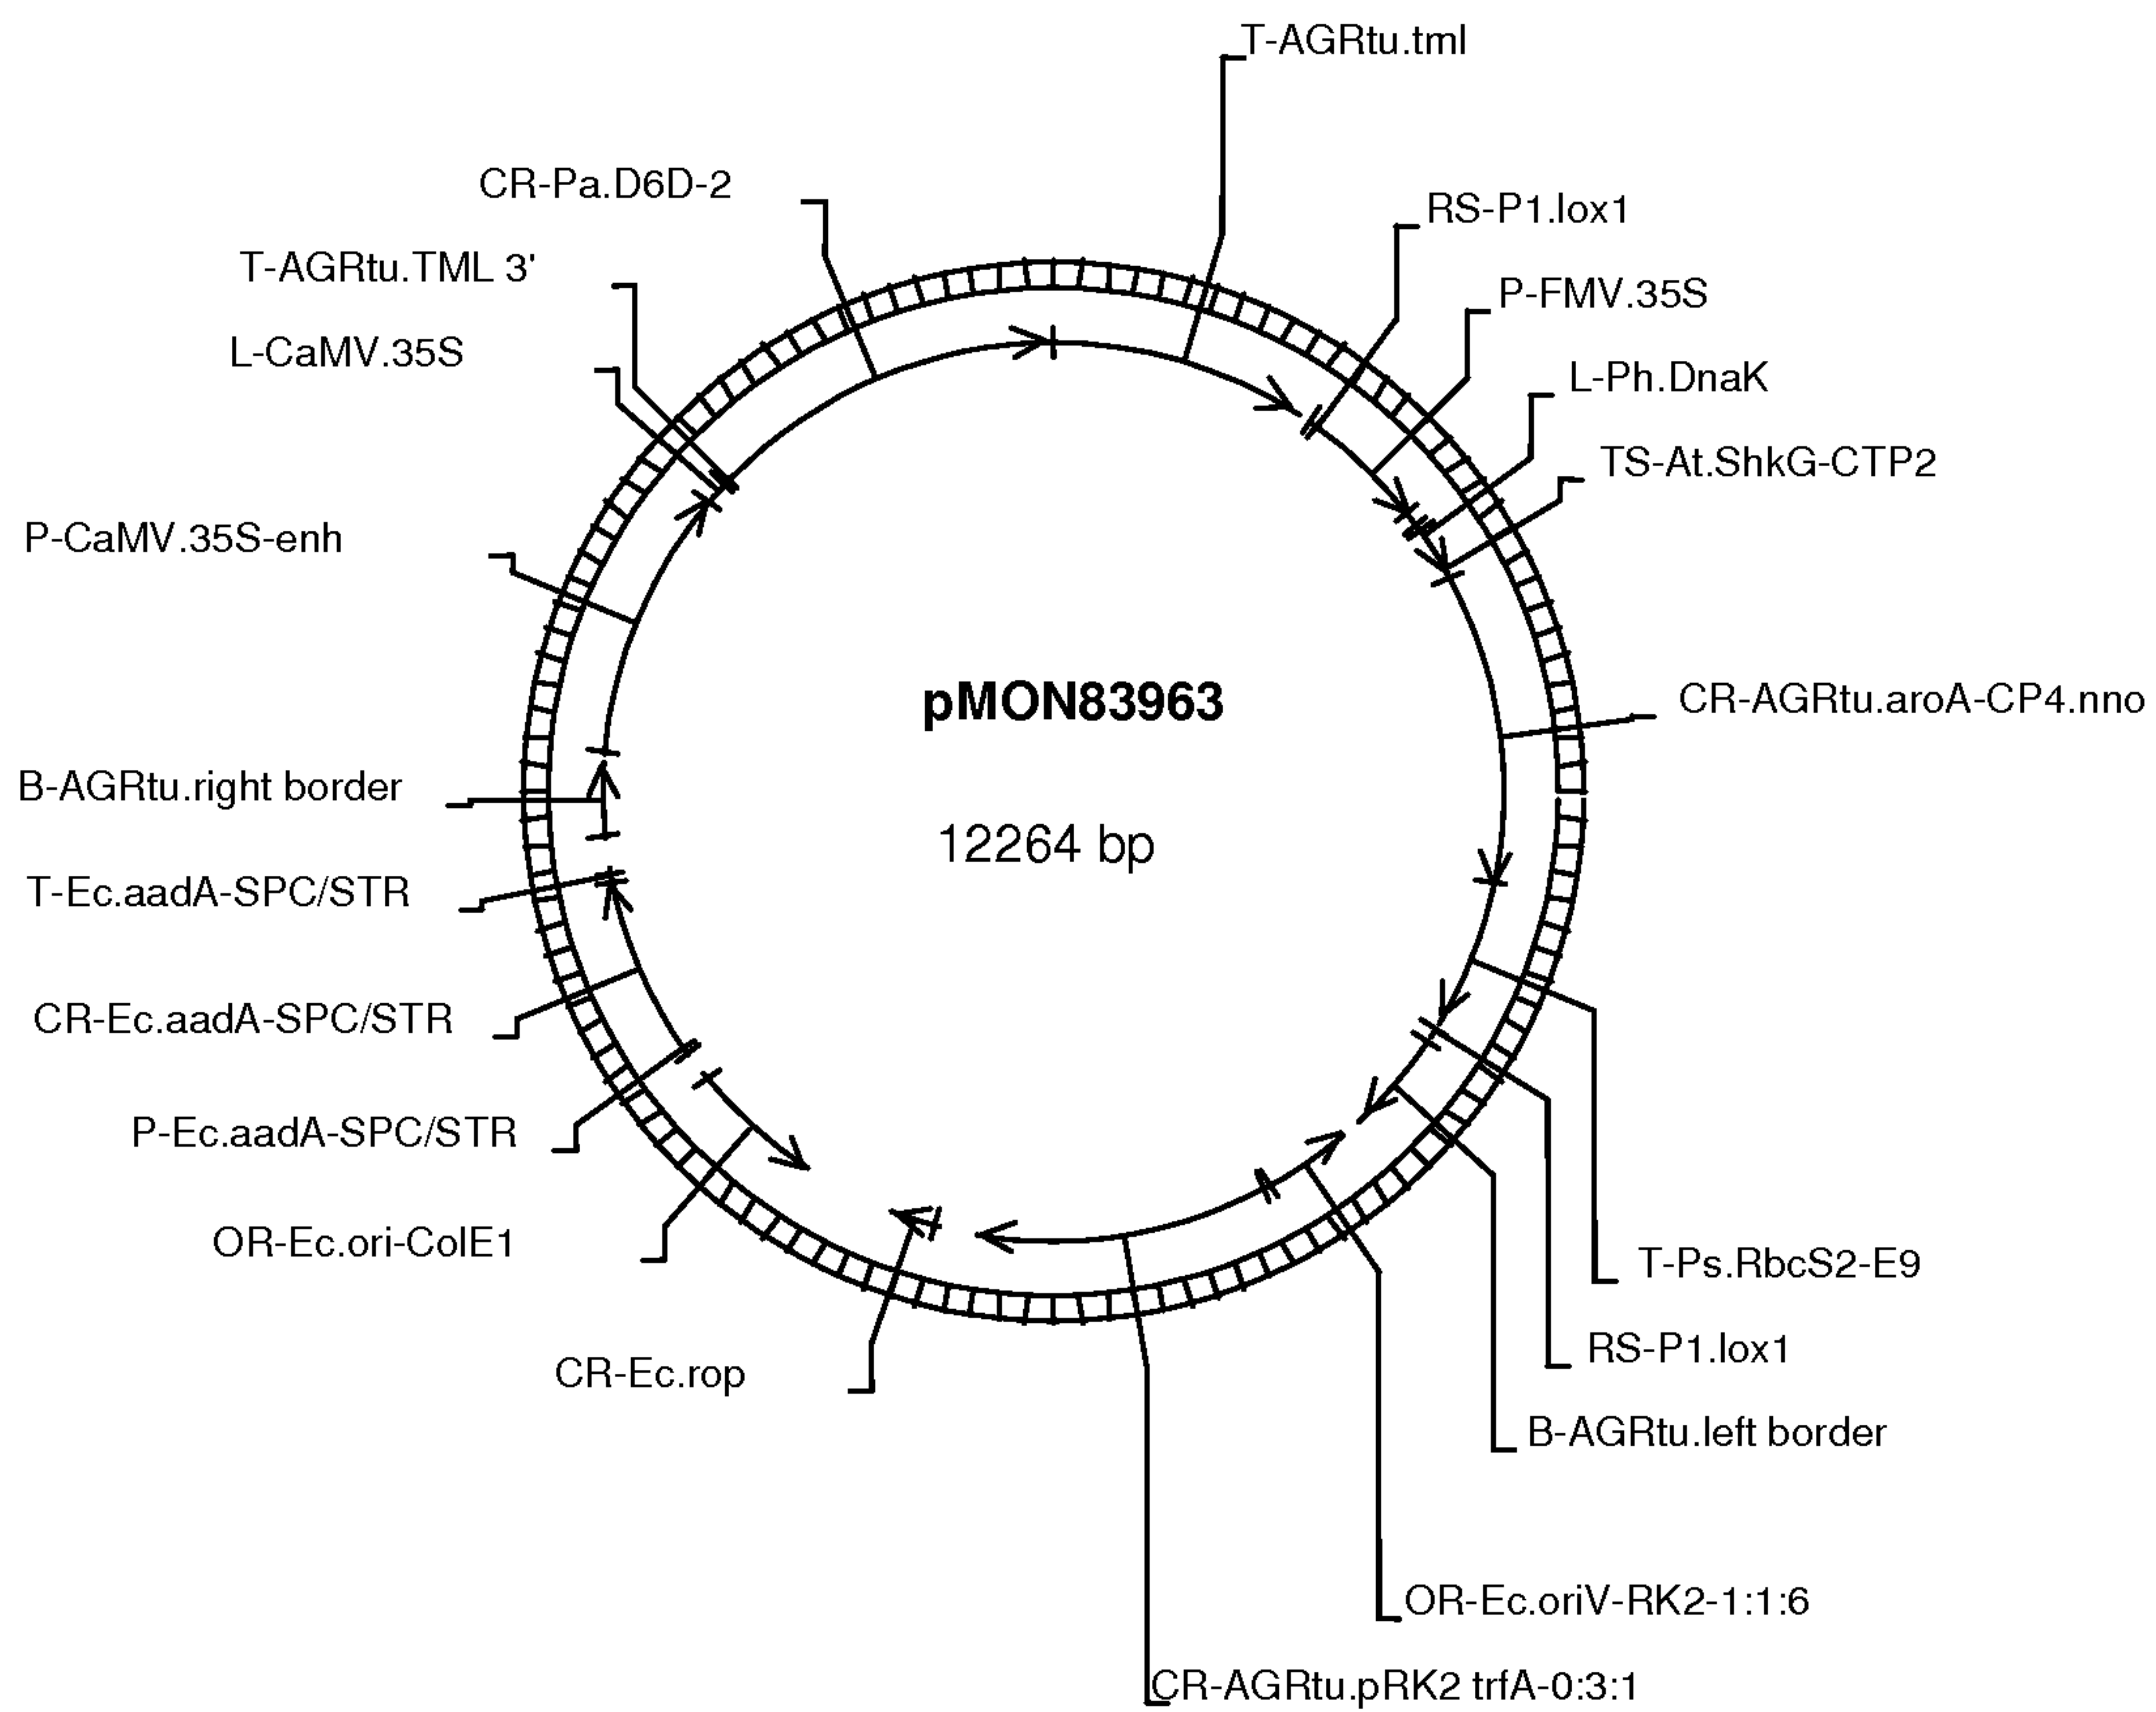 T-AGRtu.tml
CR-Pa.D6D-2
RS-P1.lox1
T-AGRtu.TML 3'
P-FMV.35S
L-CaMV.35S
L-Ph.DnaK
TS-At.ShkG-CTP2
P-CaMV.35S-enh
pMON83963
CR-AGRtu.aroA-CP4.nno
B-AGRtu.right border
12264 bp
T-Ec.aadA-SPC/STR
CR-Ec.aadA-SPC/STR
P-Ec.aadA-SPC/STR
OR-Ec.ori-ColE1
T-Ps.RbcS2-E9
RS-P1.lox1
CR-Ec.rop
B-AGRtu.left border
OR-Ec.oriV-RK2-1:1:6
CR-AGRtu.pRK2 trfA-0:3:1